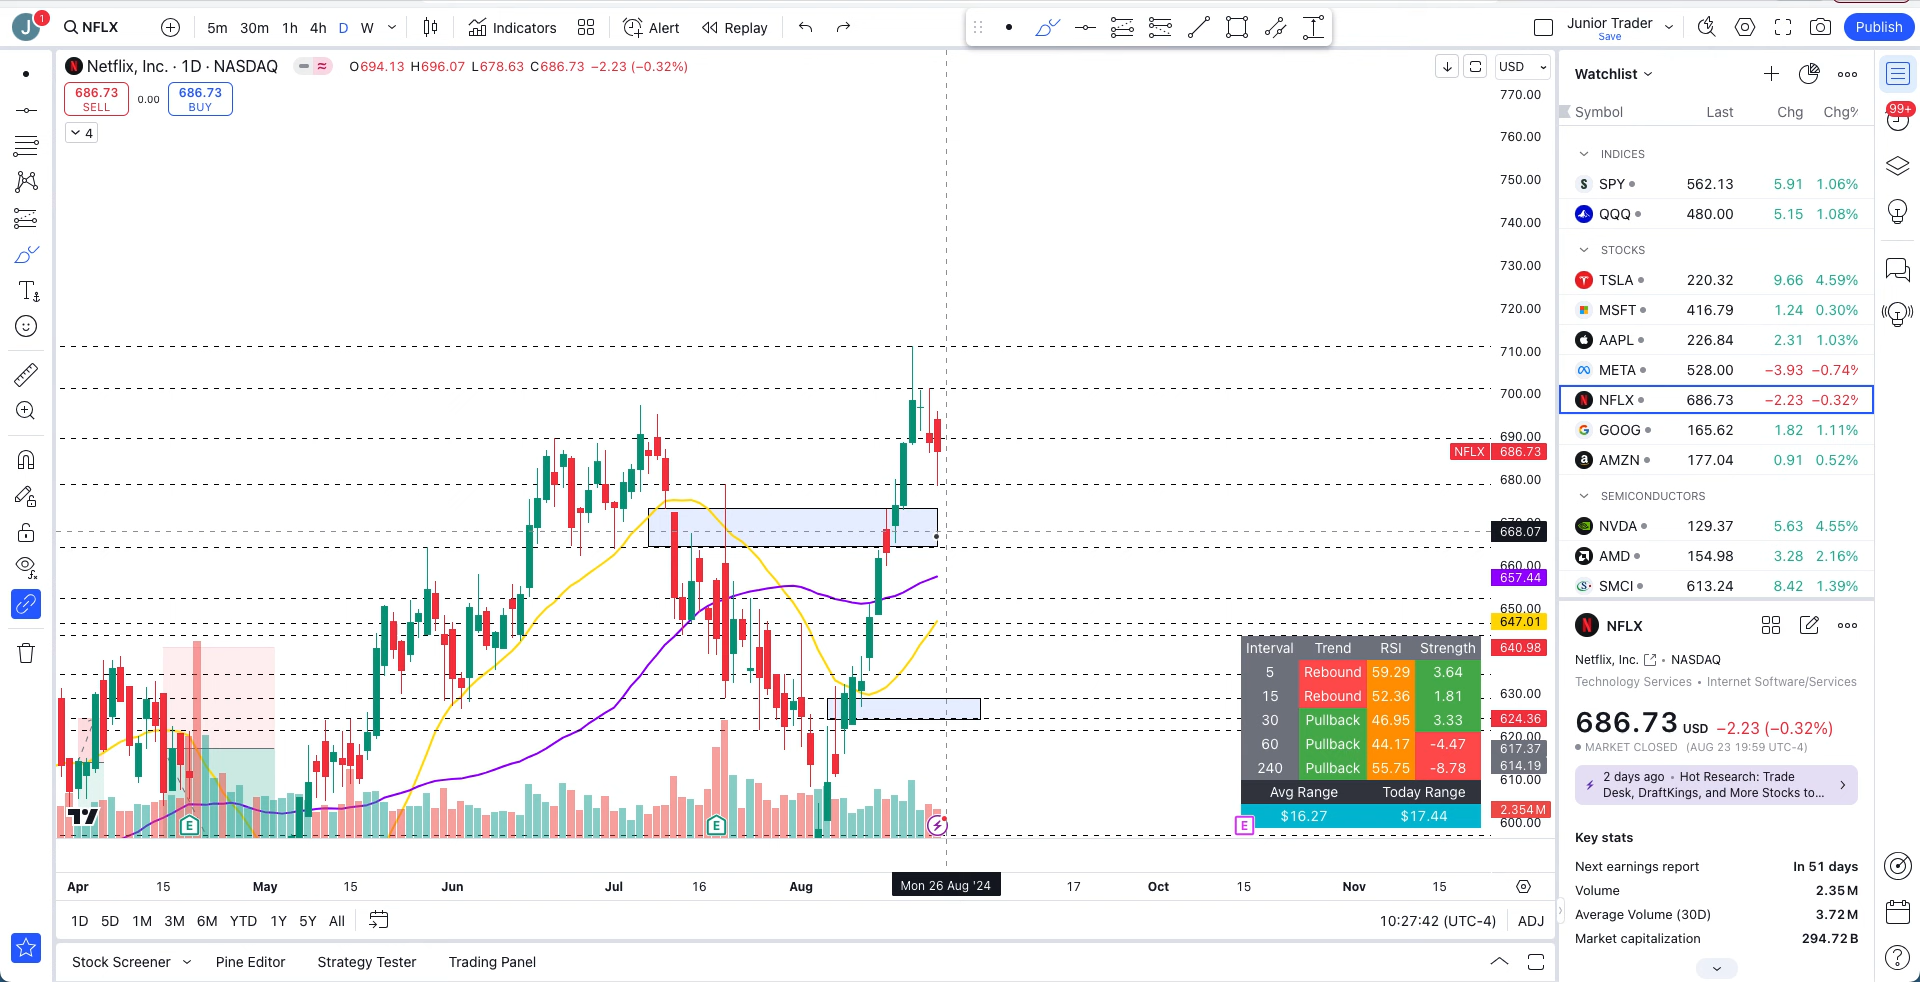 J 1 NFLX 5m 30m 1h 4h D W Indicators Alert Replay Junior Trader Save Publish
Netflix, Inc. · 1D · NASDAQ O694.13 H696.07 L678.63 C686.73 −2.23 (−0.32%)
686.73 SELL 0.00 686.73 BUY
4
USD
770.00
760.00
750.00
740.00
730.00
720.00
710.00
700.00
690.00
NFLX 686.73
680.00
668.07
660.00
657.44
650.00
647.01
640.98
630.00
624.36
620.00
617.37
614.19
610.00
2.354M
600.00
Interval Trend RSI Strength
5 Rebound 59.29 3.64
15 Rebound 52.36 1.81
30 Pullback 46.95 3.33
60 Pullback 44.17 -4.47
240 Pullback 55.75 -8.78
Avg Range Today Range
$16.27 $17.44
E E E
Apr 15 May 15 Jun Jul 16 Aug Mon 26 Aug '24 17 Oct 15 Nov 15
1D 5D 1M 3M 6M YTD 1Y 5Y All 10:27:42 (UTC-4) ADJ
Stock Screener Pine Editor Strategy Tester Trading Panel
Watchlist
Symbol Last Chg Chg%
INDICES
SPY 562.13 5.91 1.06%
QQQ 480.00 5.15 1.08%
STOCKS
TSLA 220.32 9.66 4.59%
MSFT 416.79 1.24 0.30%
AAPL 226.84 2.31 1.03%
META 528.00 −3.93 −0.74%
NFLX 686.73 −2.23 −0.32%
GOOG 165.62 1.82 1.11%
AMZN 177.04 0.91 0.52%
SEMICONDUCTORS
NVDA 129.37 5.63 4.55%
AMD 154.98 3.28 2.16%
SMCI 613.24 8.42 1.39%
NFLX
Netflix, Inc. • NASDAQ
Technology Services • Internet Software/Services
686.73 USD −2.23 (−0.32%)
MARKET CLOSED (AUG 23 19:59 UTC-4)
2 days ago • Hot Research: Trade
Desk, DraftKings, and More Stocks to...
Key stats
Next earnings report In 51 days
Volume 2.35M
Average Volume (30D) 3.72M
Market capitalization 294.72B
99+